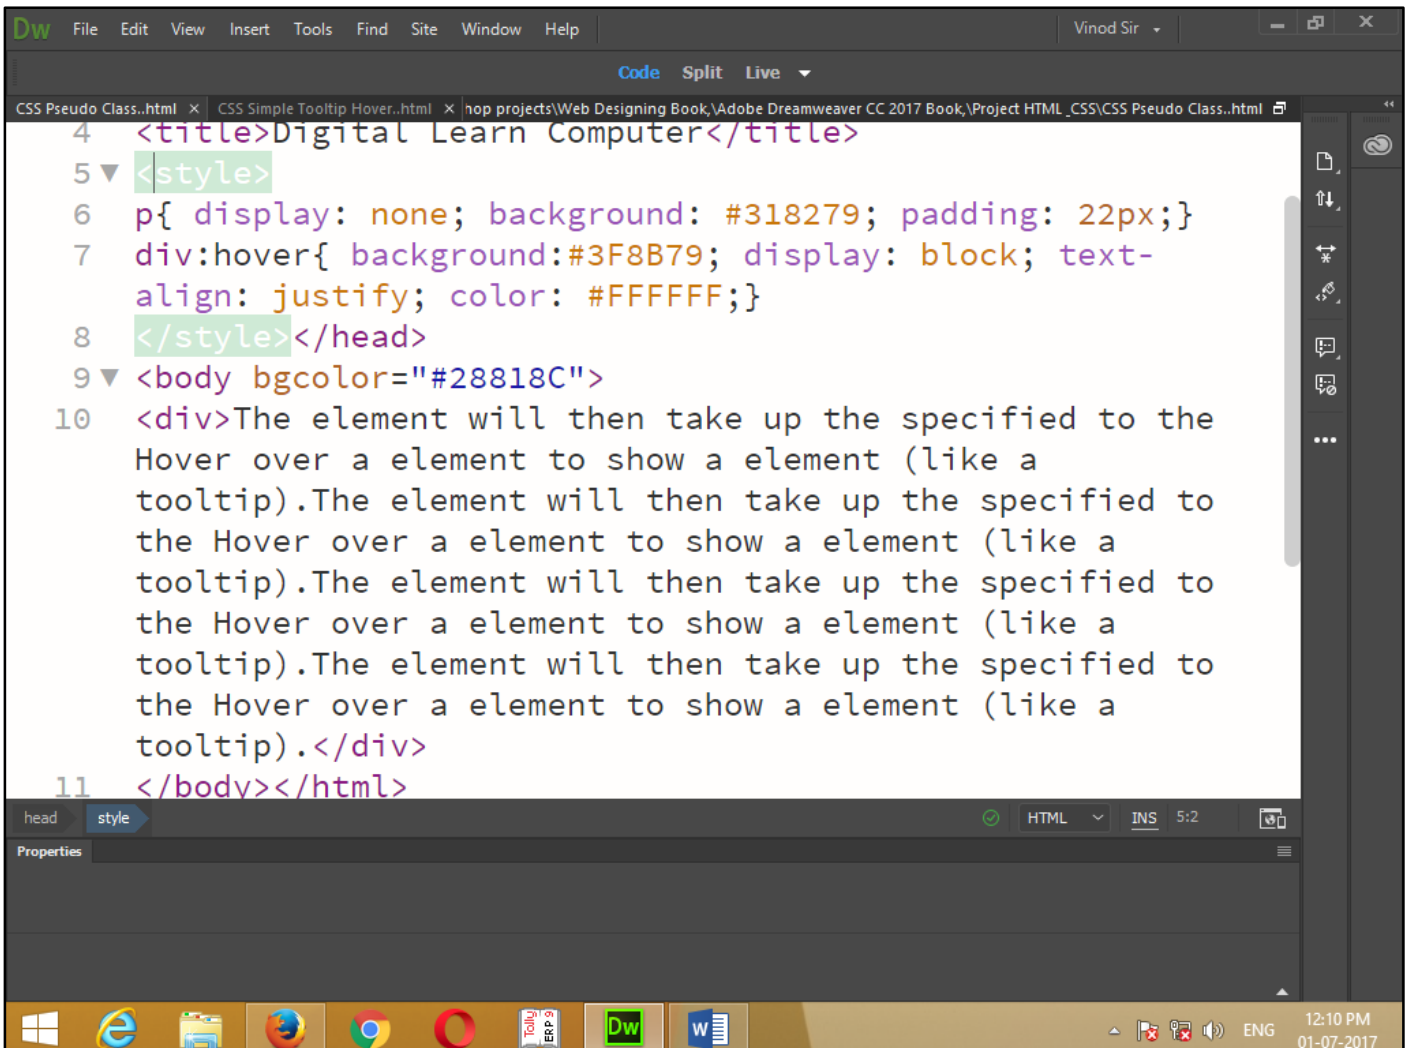 Dw File Edit View Insert Tools Find Site Window Help Vinod Sir
Code Split Live
CSS Pseudo Class..html × CSS Simple Tooltip Hover..html × hop projects\Web Designing Book,\Adobe Dreamweaver CC 2017 Book,\Project HTML_CSS\CSS Pseudo Class..html
4 <title>Digital Learn Computer</title>
5 <style>
6 p{ display: none; background: #318279; padding: 22px;}
7 div:hover{ background:#3F8B79; display: block; text-
align: justify; color: #FFFFFF;}
8 </style></head>
9 <body bgcolor="#28818C">
10 <div>The element will then take up the specified to the
Hover over a element to show a element (like a
tooltip).The element will then take up the specified to
the Hover over a element to show a element (like a
tooltip).The element will then take up the specified to
the Hover over a element to show a element (like a
tooltip).The element will then take up the specified to
the Hover over a element to show a element (like a
tooltip).</div>
11 </body></html>
head style HTML INS 5:2
Properties
Tally ERP 9 Dw W ENG 12:10 PM
01-07-2017